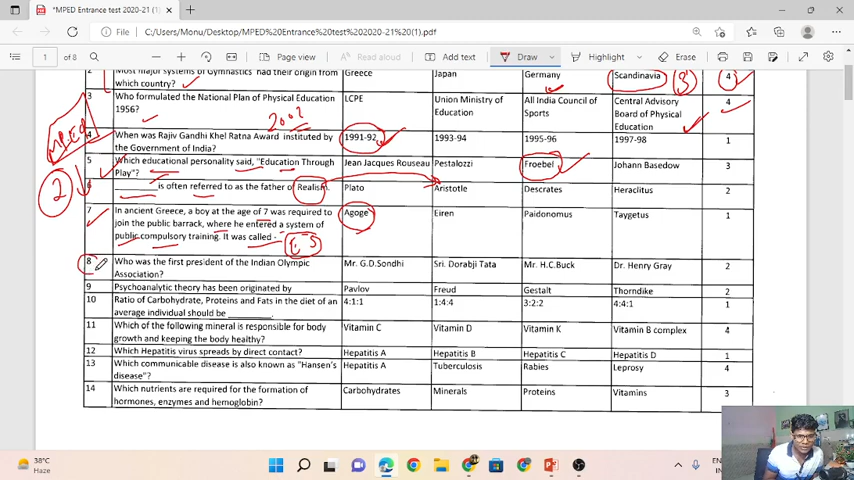 *MPED Entrance test 2020-21 (1).p
File C:/Users/Monu/Desktop/MPED%20Entrance%20test%202020-21%20(1).pdf
1 of 8 Page view Read aloud Add text Draw Highlight Erase
2 Most major systems of Gymnastics had their origin from which country? Greece Japan Germany Scandinavia 4
3 Who formulated the National Plan of Physical Education 1956? LCPE Union Ministry of Education All India Council of Sports Central Advisory Board of Physical Education 4
4 When was Rajiv Gandhi Khel Ratna Award instituted by the Government of India? 1991-92 1993-94 1995-96 1997-98 1
5 Which educational personality said, "Education Through Play"? Jean Jacques Rouseau Pestalozzi Froebel Johann Basedow 3
6 ________is often referred to as the father of Realism. Plato Aristotle Descrates Heraclitus 2
7 In ancient Greece, a boy at the age of 7 was required to join the public barrack, where he entered a system of public compulsory training. It was called - Agoge Eiren Paidonomus Taygetus 1
8 Who was the first president of the Indian Olympic Association? Mr. G.D.Sondhi Sri. Dorabji Tata Mr. H.C.Buck Dr. Henry Gray 2
9 Psychoanalytic theory has been originated by Pavlov Freud Gestalt Thorndike 2
10 Ratio of Carbohydrate, Proteins and Fats in the diet of an average individual should be ________. 4:1:1 1:4:4 3:2:2 4:4:1 1
11 Which of the following mineral is responsible for body growth and keeping the body healthy? Vitamin C Vitamin D Vitamin K Vitamin B complex 4
12 Which Hepatitis virus spreads by direct contact? Hepatitis A Hepatitis B Hepatitis C Hepatitis D 1
13 Which communicable disease is also known as "Hansen's disease"? Hepatitis A Tuberculosis Rabies Leprosy 4
14 Which nutrients are required for the formation of hormones, enzymes and hemoglobin? Carbohydrates Minerals Proteins Vitamins 3
MPED
2
38°C
Haze
EN